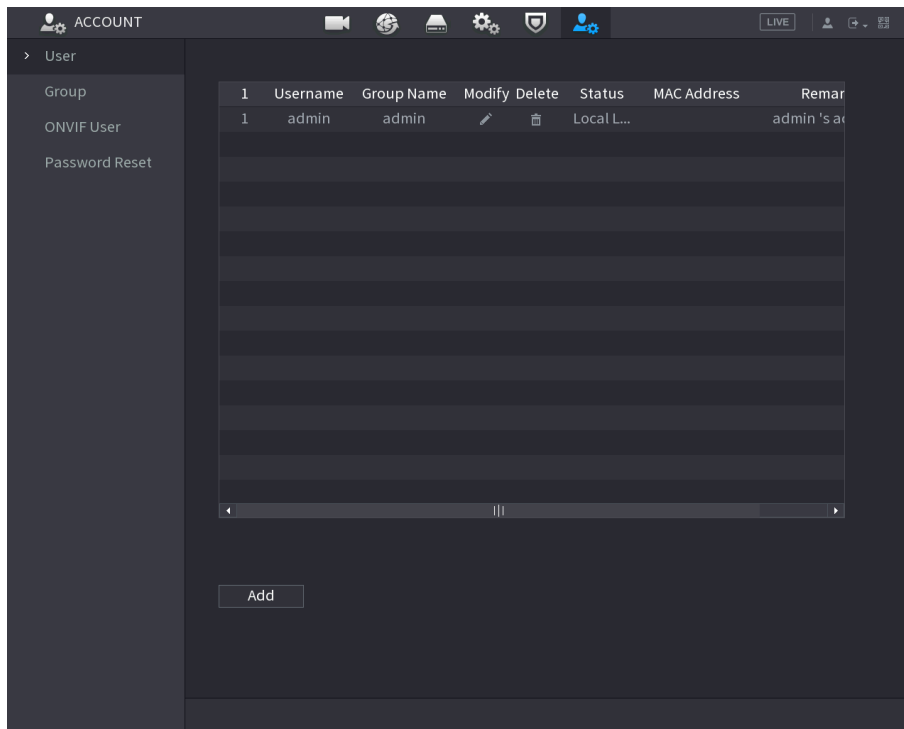 ACCOUNT LIVE
User
Group
ONVIF User
Password Reset
1 Username Group Name Modify Delete Status MAC Address Remar
1 admin admin Local L... admin 's a
Add